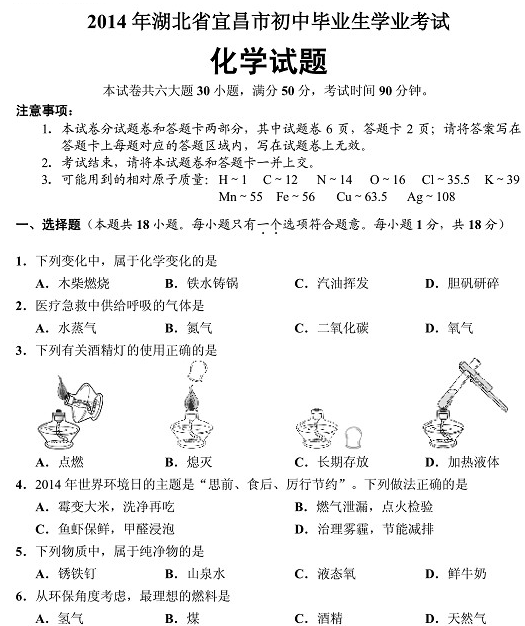 2014 年湖北省宜昌市初中毕业生学业考试
化学试题
本试卷共六大题 30 小题，满分 50 分，考试时间 90 分钟。
注意事项：
1．本试卷分试题卷和答题卡两部分，其中试题卷 6 页，答题卡 2 页；请将答案写在
答题卡上每题对应的答题区域内，写在试题卷上无效。
2．考试结束，请将本试题卷和答题卡一并上交。
3．可能用到的相对原子质量：H～1 C～12 N～14 O～16 Cl～35.5 K～39
Mn～55 Fe～56 Cu～63.5 Ag～108
一、选择题（本题共 18 小题。每小题只有一个选项符合题意。每小题 1 分，共 18 分）
1．下列变化中，属于化学变化的是
A．木柴燃烧 B．铁水铸锅 C．汽油挥发 D．胆矾研碎
2．医疗急救中供给呼吸的气体是
A．水蒸气 B．氮气 C．二氧化碳 D．氧气
3．下列有关酒精灯的使用正确的是
A．点燃 B．熄灭 C．长期存放 D．加热液体
4．2014 年世界环境日的主题是“思前、食后、厉行节约”。下列做法正确的是
A．霉变大米，洗净再吃 B．燃气泄漏，点火检验
C．鱼虾保鲜，甲醛浸泡 D．治理雾霾，节能减排
5．下列物质中，属于纯净物的是
A．锈铁钉 B．山泉水 C．液态氧 D．鲜牛奶
6．从环保角度考虑，最理想的燃料是
A．氢气 B．煤 C．酒精 D．天然气